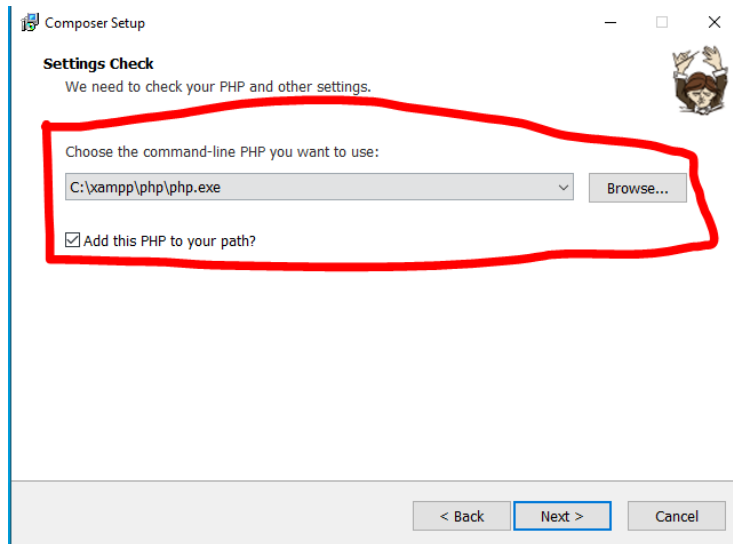 Composer Setup
Settings Check
We need to check your PHP and other settings.
Choose the command-line PHP you want to use:
C:\xampp\php\php.exe
Browse...
Add this PHP to your path?
< Back
Next >
Cancel